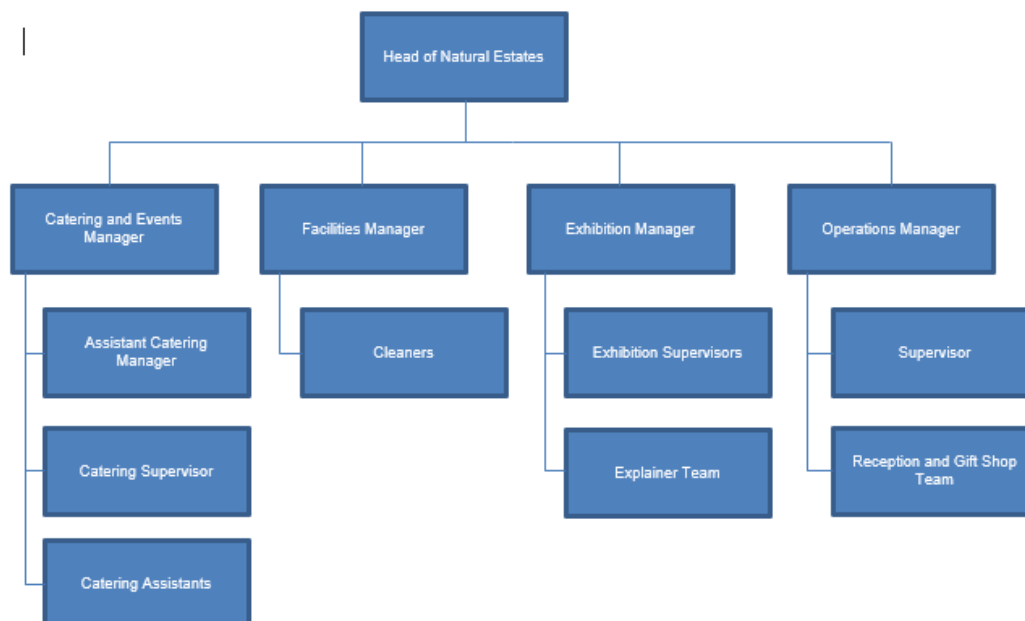 Head of Natural Estates
Catering and Events
Manager
Facilities Manager
Exhibition Manager
Operations Manager
Assistant Catering
Manager
Cleaners
Exhibition Supervisors
Supervisor
Catering Supervisor
Explainer Team
Reception and Gift Shop
Team
Catering Assistants